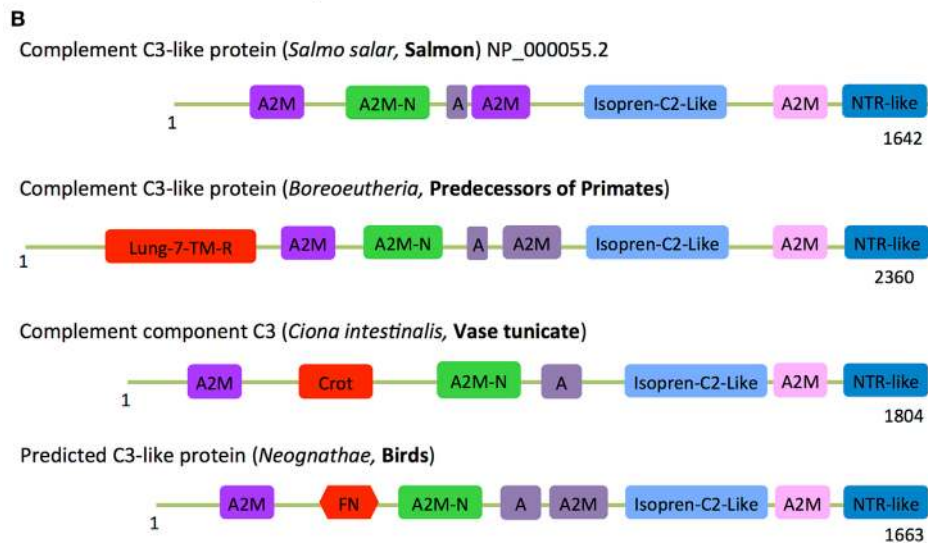 B
Complement C3-like protein (Salmo salar, Salmon) NP_000055.2
A2M A2M-N A A2M Isopren-C2-Like A2M NTR-like
1 1642
Complement C3-like protein (Boreoeutheria, Predecessors of Primates)
Lung-7-TM-R A2M A2M-N A A2M Isopren-C2-Like A2M NTR-like
1 2360
Complement component C3 (Ciona intestinalis, Vase tunicate)
A2M Crot A2M-N A Isopren-C2-Like A2M NTR-like
1 1804
Predicted C3-like protein (Neognathae, Birds)
A2M FN A2M-N A A2M Isopren-C2-Like A2M NTR-like
1 1663